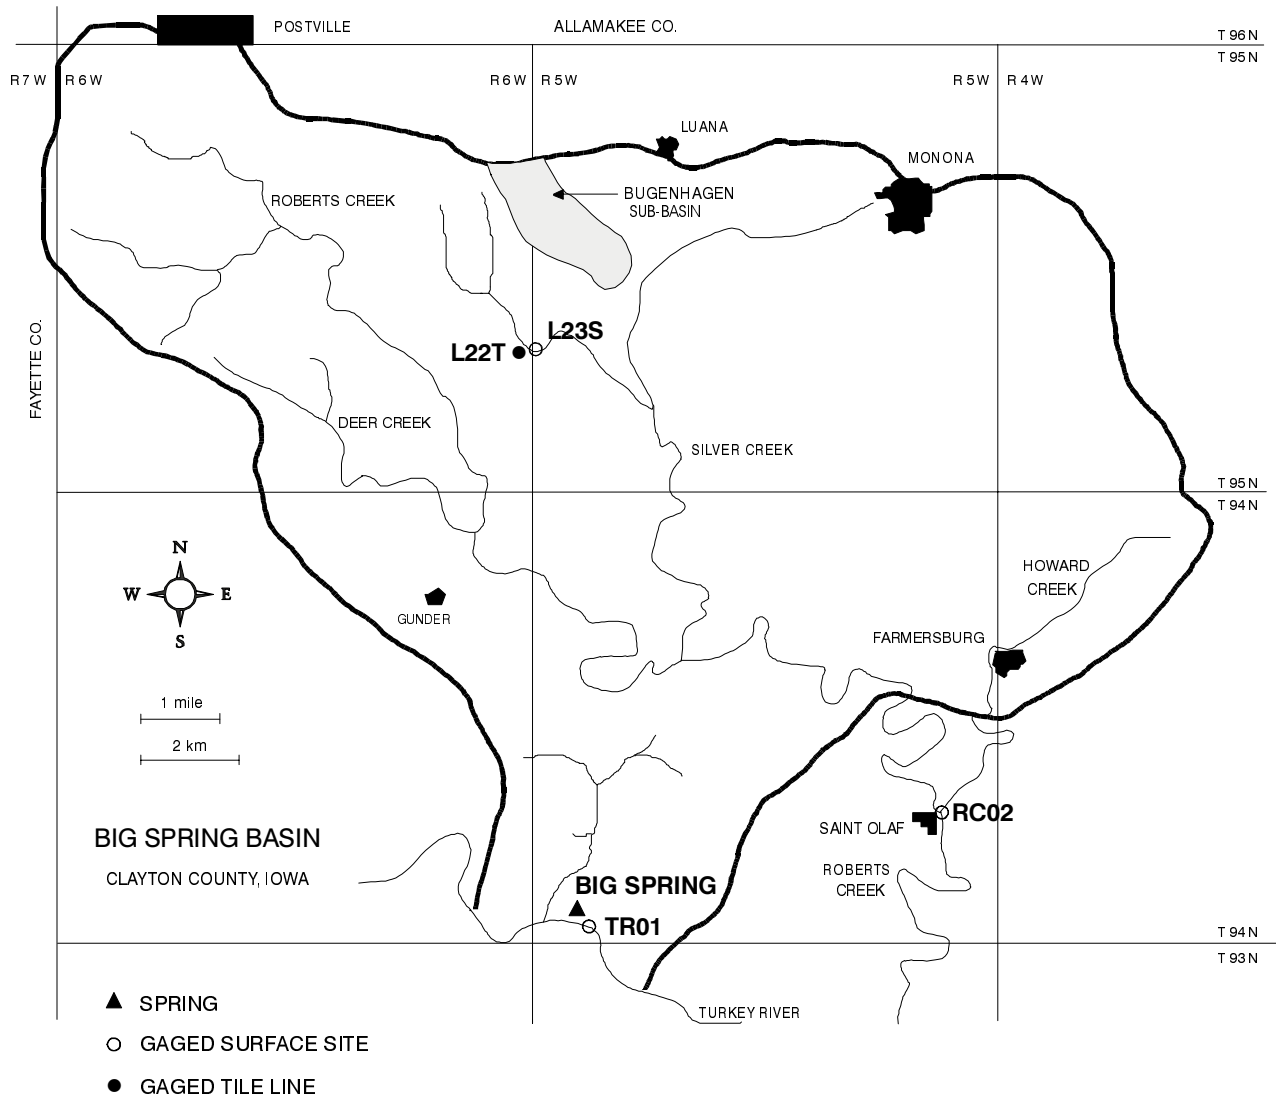 POSTVILLE
ALLAMAKEE CO.
T 96 N
T 95 N
R 7 W
R 6 W
R 6 W
R 5 W
R 5 W
R 4 W
LUANA
MONONA
BUGENHAGEN
SUB-BASIN
ROBERTS CREEK
L23S
L22T
FAYETTE CO.
DEER CREEK
SILVER CREEK
T 95 N
T 94 N
N
W
E
S
HOWARD
CREEK
GUNDER
FARMERSBURG
1 mile
2 km
BIG SPRING BASIN
CLAYTON COUNTY, IOWA
SAINT OLAF
RC02
ROBERTS
CREEK
BIG SPRING
TR01
T 94 N
T 93 N
TURKEY RIVER
SPRING
GAGED SURFACE SITE
GAGED TILE LINE